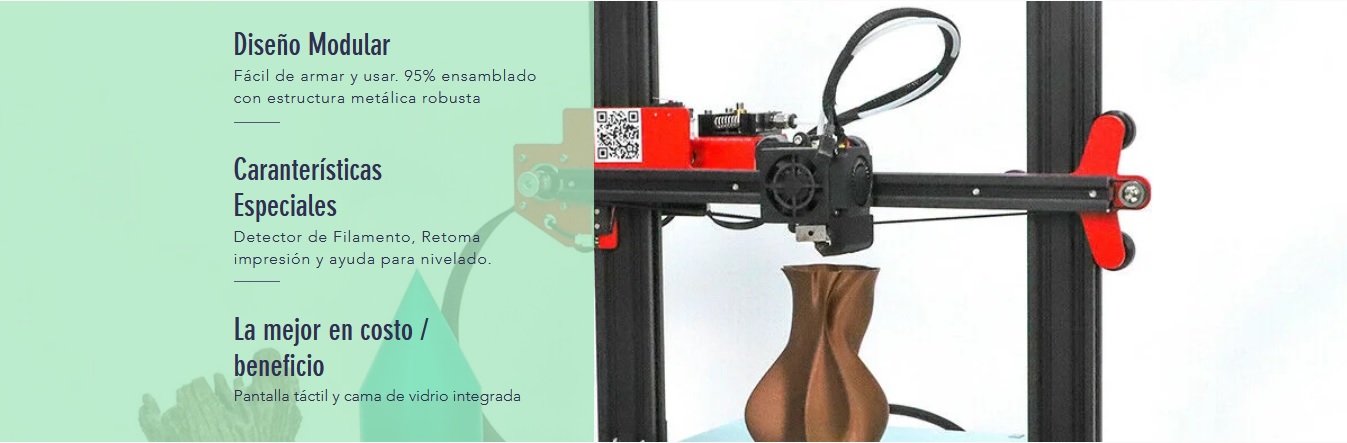 Diseño Modular
Fácil de armar y usar. 95% ensamblado
con estructura metálica robusta
Caranterísticas
Especiales
Detector de Filamento, Retoma
impresión y ayuda para nivelado.
La mejor en costo /
beneficio
Pantalla táctil y cama de vidrio integrada